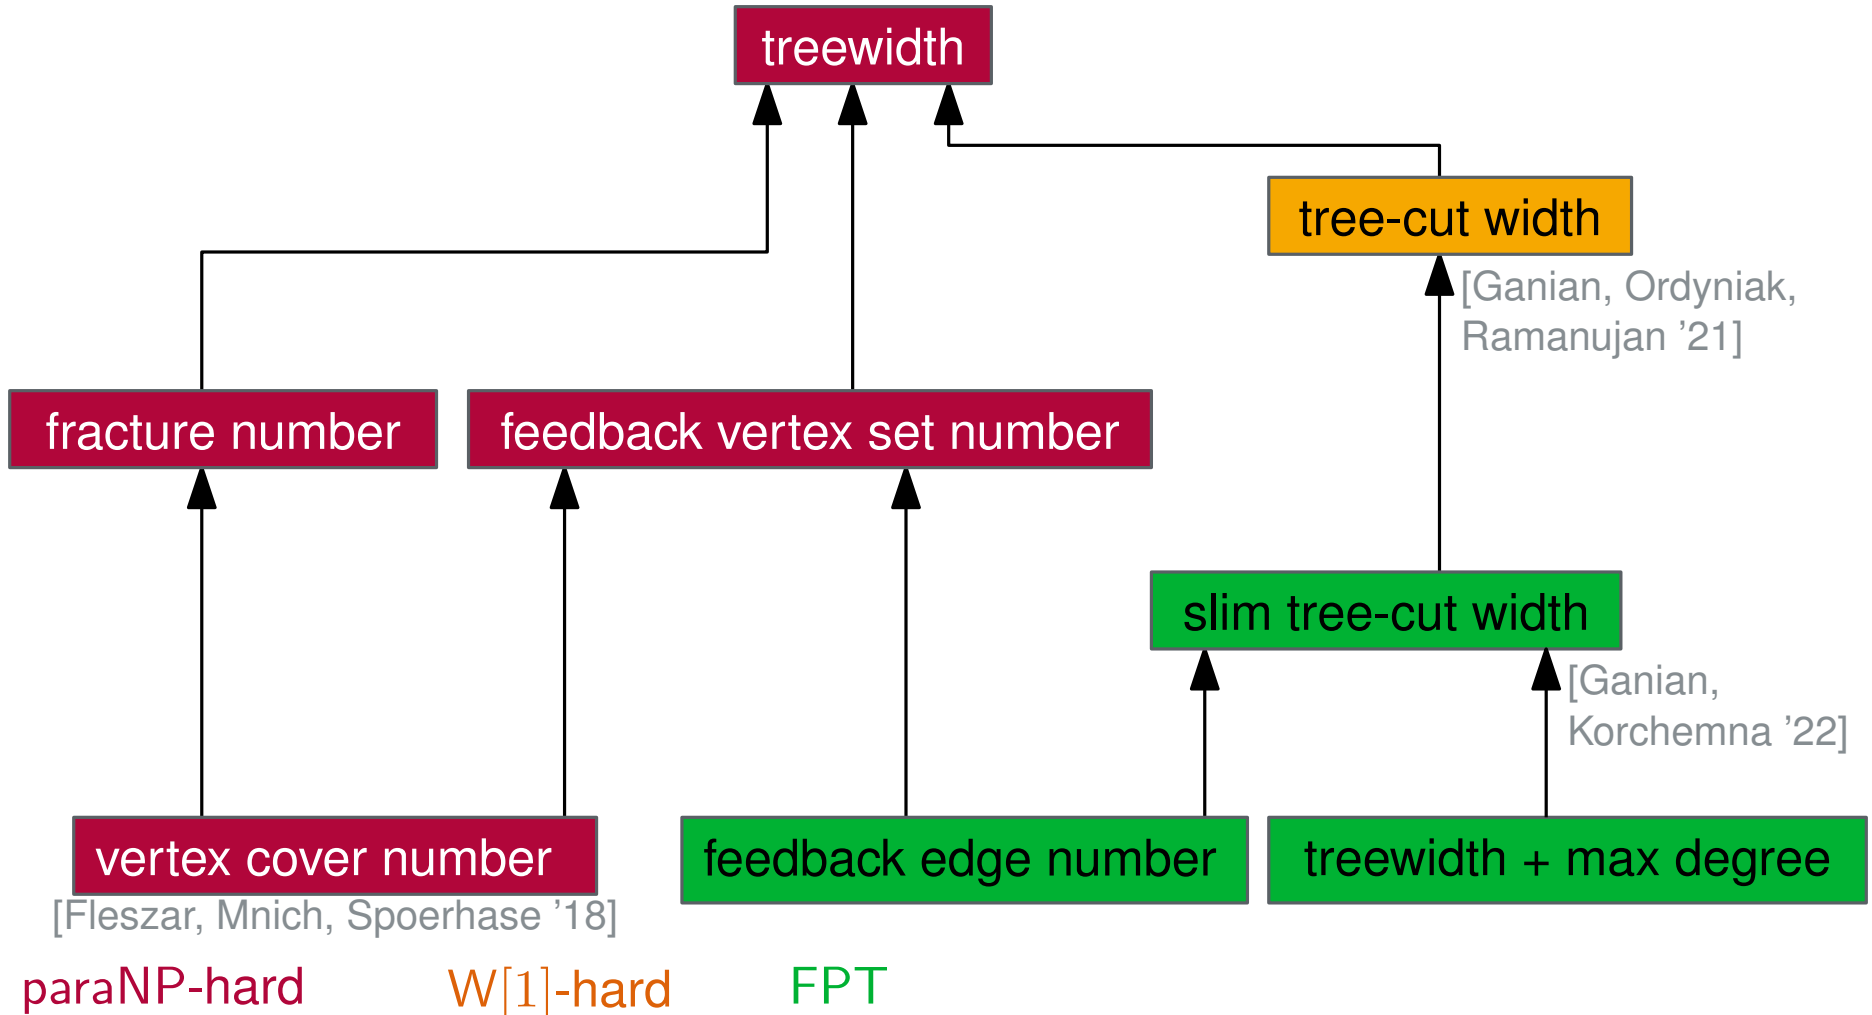 treewidth
tree-cut width
[Ganian, Ordyniak,
Ramanujan ’21]
fracture number
feedback vertex set number
slim tree-cut width
[Ganian,
Korchemna ’22]
vertex cover number
feedback edge number
treewidth + max degree
[Fleszar, Mnich, Spoerhase ’18]
paraNP-hard
W[1]-hard
FPT